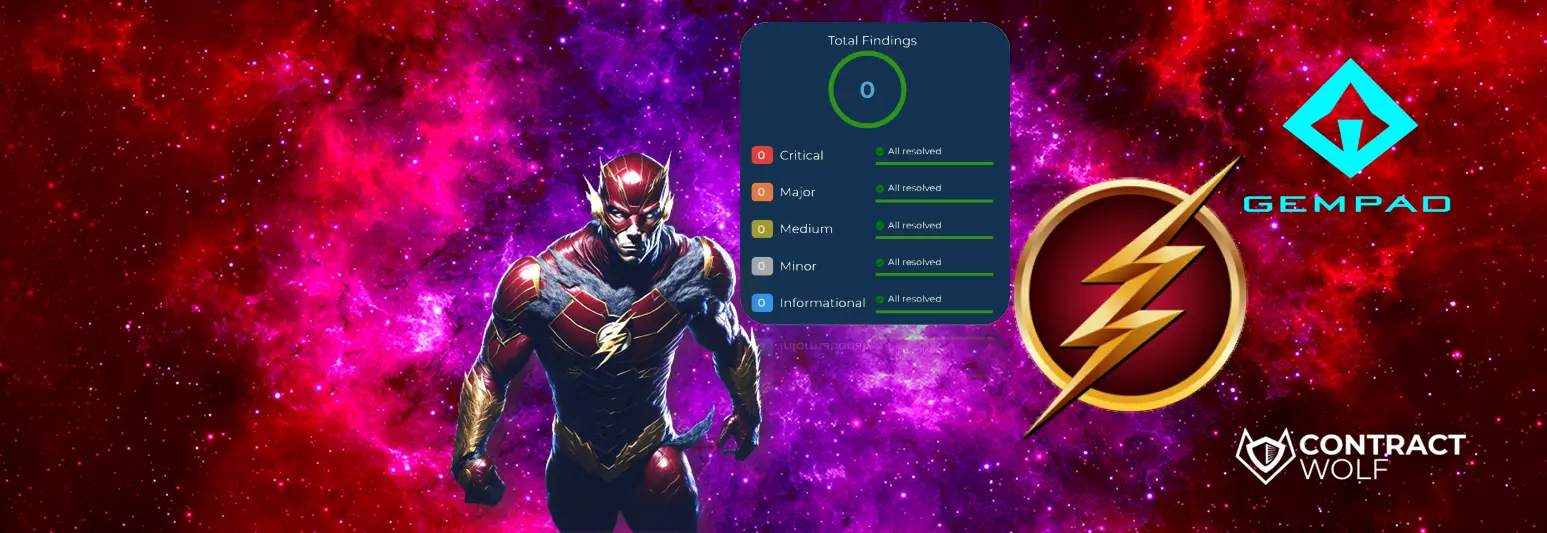 Total Findings
0
0 Critical All resolved
0 Major All resolved
0 Medium All resolved
0 Minor All resolved
0 Informational All resolved
GEMPAD
CONTRACT
WOLF